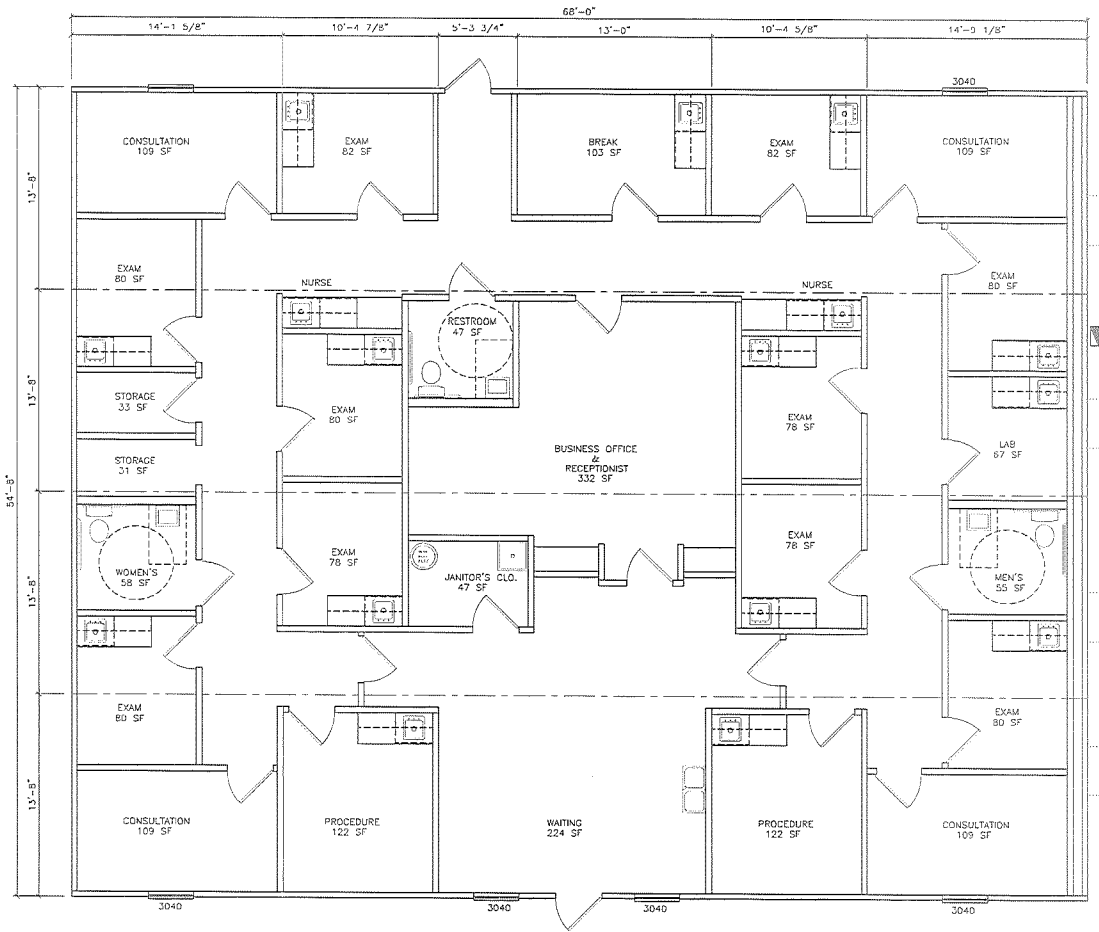 68'-0"
14'-1 5/8"
10'-4 7/8"
5'-3 3/4"
13'-0"
10'-4 5/8"
14'-9 1/8"
3040
CONSULTATION
109 SF
EXAM
82 SF
BREAK
103 SF
EXAM
82 SF
CONSULTATION
109 SF
13'-8"
EXAM
80 SF
NURSE
NURSE
EXAM
80 SF
RESTROOM
47 SF
13'-8"
STORAGE
33 SF
EXAM
80 SF
EXAM
78 SF
LAB
67 SF
STORAGE
31 SF
BUSINESS OFFICE
&
RECEPTIONIST
332 SF
54'-8"
EXAM
78 SF
EXAM
78 SF
WOMEN'S
58 SF
JANITOR'S CLO.
47 SF
MEN'S
55 SF
13'-8"
EXAM
80 SF
EXAM
80 SF
13'-8"
CONSULTATION
109 SF
PROCEDURE
122 SF
WAITING
224 SF
PROCEDURE
122 SF
CONSULTATION
109 SF
3040
3040
3040
3040